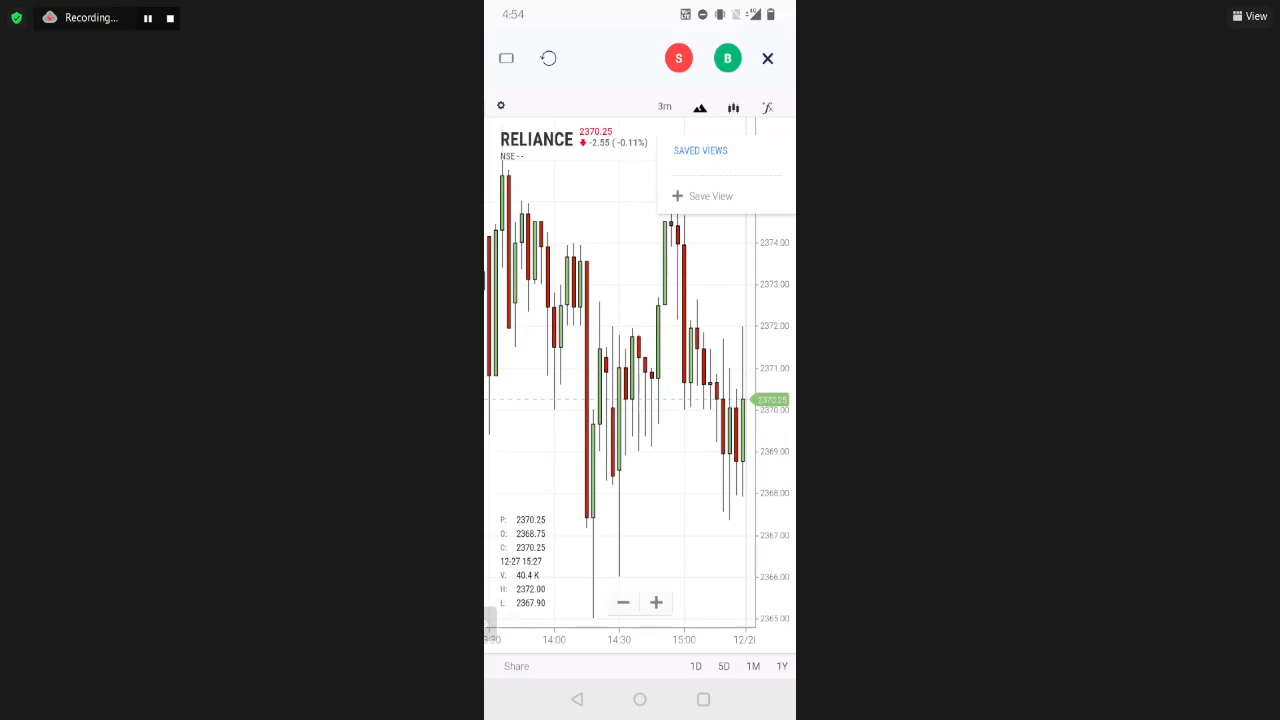 Recording...
View
4:54
S
B
3m
RELIANCE
2370.25
-2.55 ( -0.11%)
NSE --
SAVED VIEWS
Save View
2374.00
2373.00
2372.00
2371.00
2370.25
2370.00
2369.00
2368.00
2367.00
2366.00
2365.00
P: 2370.25
O: 2368.75
C: 2370.25
12-27 15:27
V: 40.4 K
H: 2372.00
L: 2367.90
14:00 14:30 15:00
Share
1D 5D 1M 1Y